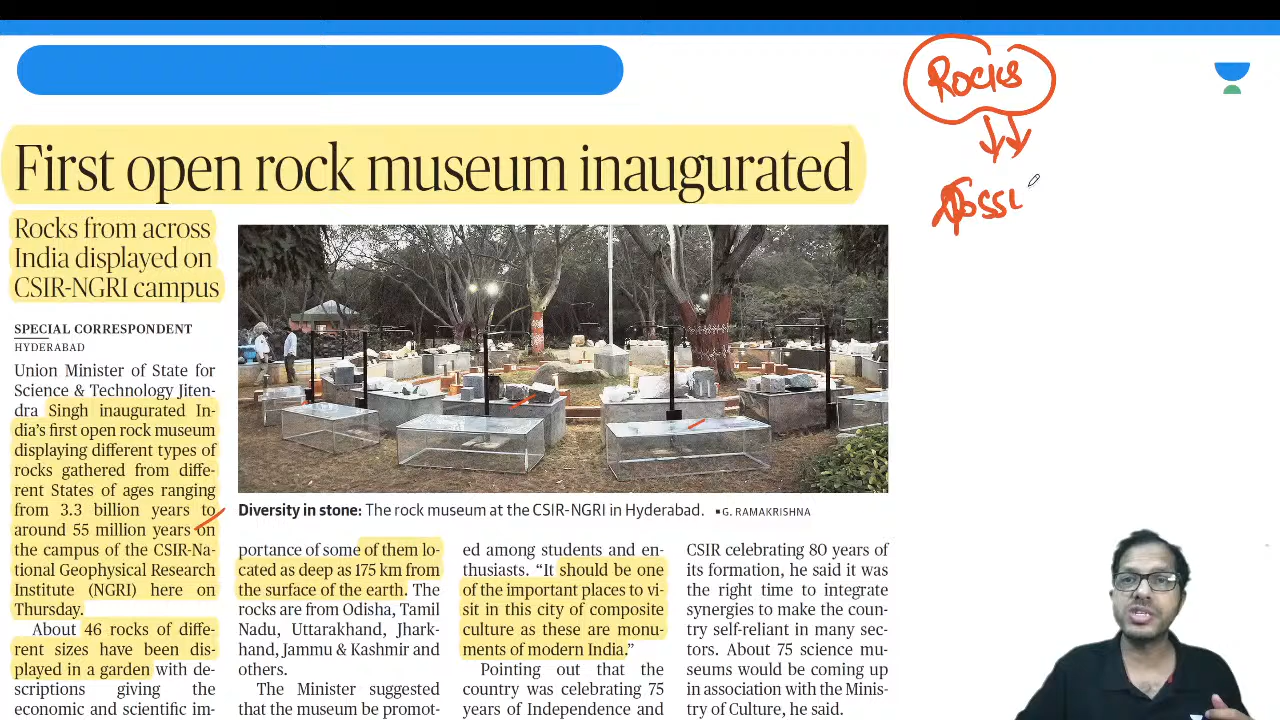 Rocks
First open rock museum inaugurated
Rocks from across
India displayed on
CSIR-NGRI campus
SPECIAL CORRESPONDENT
HYDERABAD
Union Minister of State for
Science & Technology Jiten-
dra Singh inaugurated In-
dia's first open rock museum
displaying different types of
rocks gathered from diffe-
rent States of ages ranging
from 3.3 billion years to
around 55 million years on
the campus of the CSIR-Na-
tional Geophysical Research
Institute (NGRI) here on
Thursday.
About 46 rocks of diffe-
rent sizes have been dis-
played in a garden with de-
scriptions giving the
economic and scientific im-
Diversity in stone: The rock museum at the CSIR-NGRI in Hyderabad. ▪G. RAMAKRISHNA
portance of some of them lo-
cated as deep as 175 km from
the surface of the earth. The
rocks are from Odisha, Tamil
Nadu, Uttarakhand, Jhark-
hand, Jammu & Kashmir and
others.
The Minister suggested
that the museum be promot-
ed among students and en-
thusiasts. “It should be one
of the important places to vi-
sit in this city of composite
culture as these are monu-
ments of modern India.”
Pointing out that the
country was celebrating 75
years of Independence and
CSIR celebrating 80 years of
its formation, he said it was
the right time to integrate
synergies to make the coun-
try self-reliant in many sec-
tors. About 75 science mu-
seums would be coming up
in association with the Minis-
try of Culture, he said.